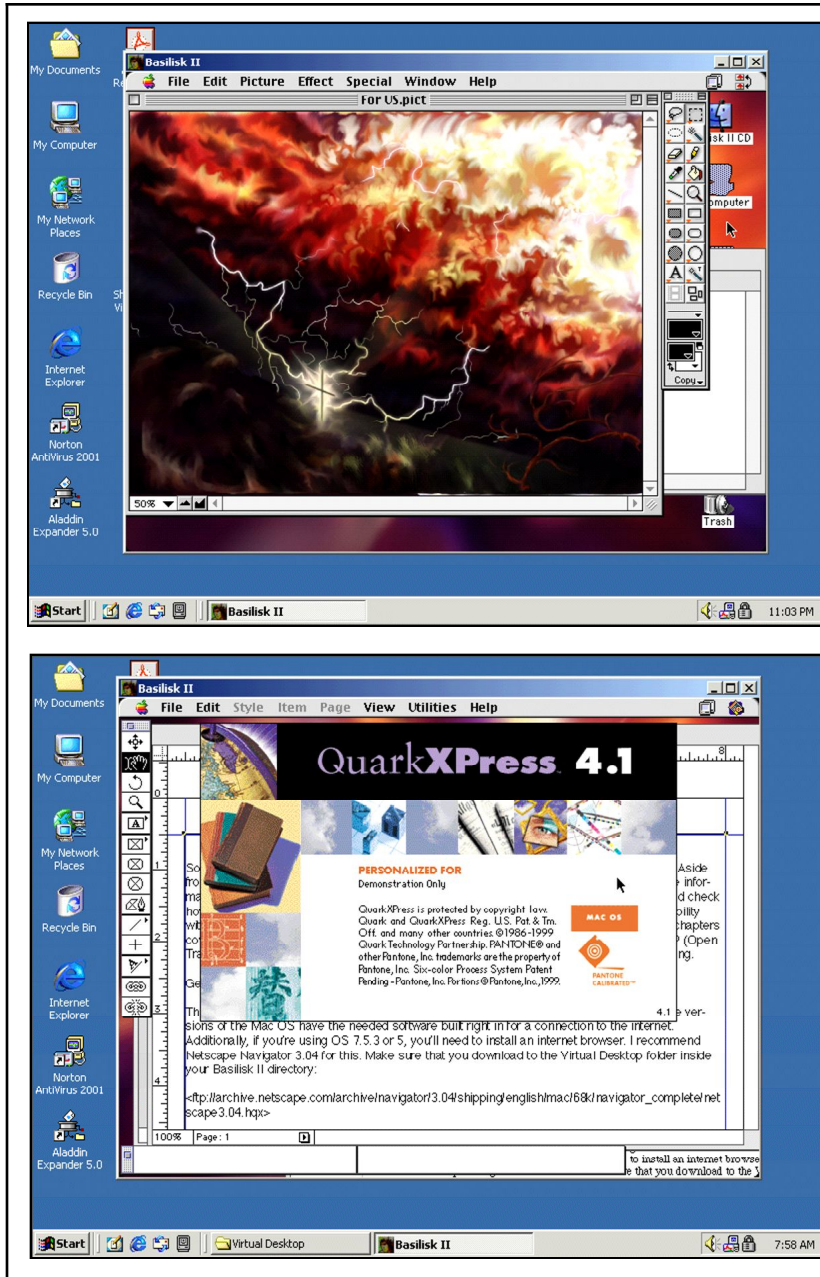 Basilisk II
File Edit Picture Effect Special Window Help
For US.pict
My Documents
My Computer
My Network
Places
Recycle Bin
Internet
Explorer
Norton
AntiVirus 2001
Aladdin
Expander 5.0
isk II CD
omputer
A
Copy
50%
Trash
Start
Basilisk II
11:03 PM
Basilisk II
File Edit Style Item Page View Utilities Help
My Documents
My Computer
My Network
Places
Recycle Bin
Internet
Explorer
Norton
AntiVirus 2001
Aladdin
Expander 5.0
QuarkXPress 4.1
PERSONALIZED FOR
Demonstration Only
QuarkXPress is protected by copyright law.
Quark and QuarkXPress Reg. U.S. Pat. & Tm.
Off. and many other countries ©1986-1999
Quark Technology Partnership. PANTONE® and
other Pantone, Inc. trademarks are the property of
Pantone, Inc. Six-color Process System Patent
Pending - Pantone, Inc. Portions ©Pantone, Inc., 1999.
MAC OS
PANTONE
CALIBRATED™
4.1
So Aside
fro infor-
ma d check
ho bility
wh chapters
co (Open
Tra ng.
Ge
Th e ver-
sions of the Mac OS have the needed software built right in for a connection to the internet.
Additionally, if you're using OS 7.5.3 or 5, you'll need to install an internet browser. I recommend
Netscape Navigator 3.04 for this. Make sure that you download to the Virtual Desktop folder inside
your Basilisk II directory:
<ftp://archive.netscape.com/archive/navigator/3.04/shipping/english/mac/68k/navigator_complete/net
scape3.04.hqx>
100% Page: 1
to install an internet browse
e that you download to the
Start
Virtual Desktop
Basilisk II
7:58 AM